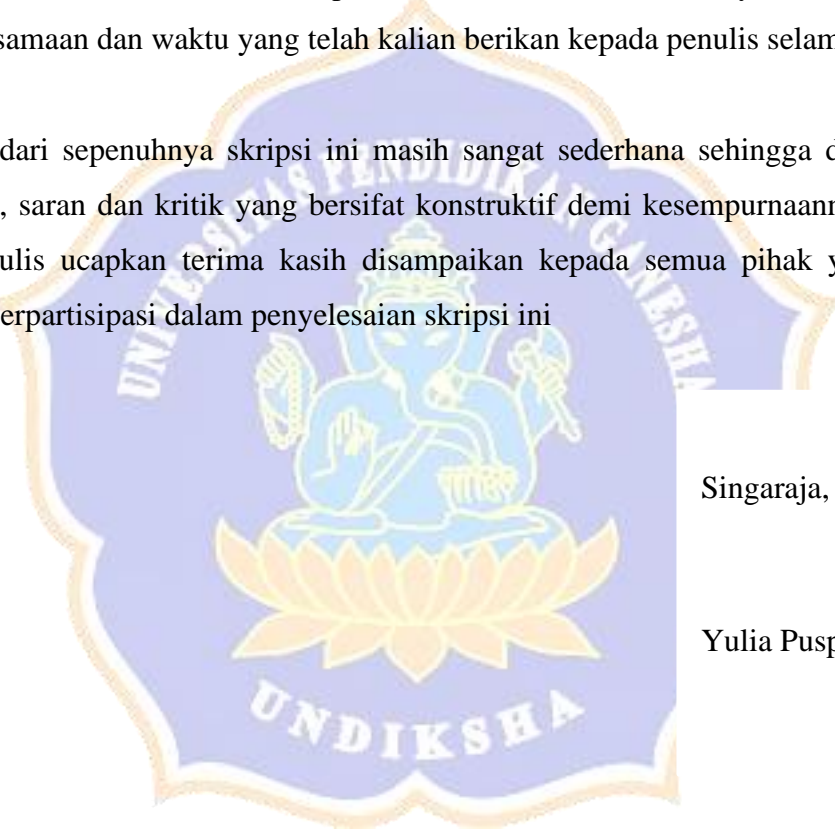 samaan dan waktu yang telah kalian berikan kepada penulis selam
dari sepenuhnya skripsi ini masih sangat sederhana sehingga d
, saran dan kritik yang bersifat konstruktif demi kesempurnaann
ulis ucapkan terima kasih disampaikan kepada semua pihak y
erpartisipasi dalam penyelesaian skripsi ini
UNIVERSITAS PENDIDIKAN GANESHA
Singaraja,
Yulia Pusp
UNDIKSHA